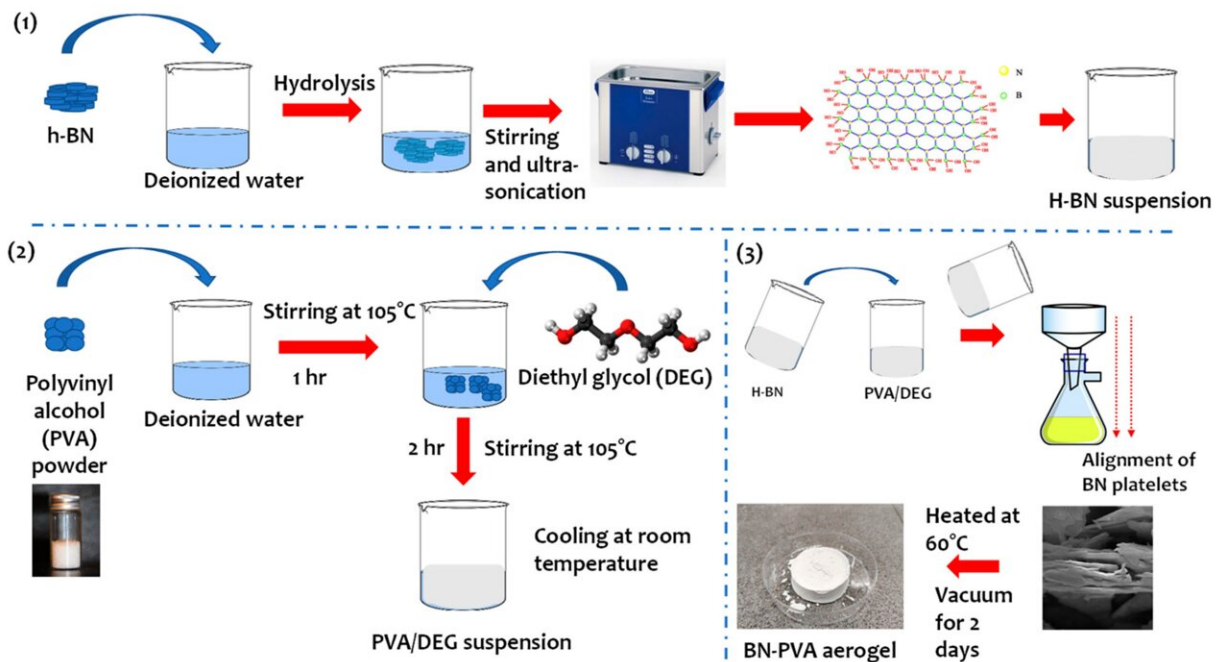 (1)
h-BN
Deionized water
Hydrolysis
Stirring
and ultra-
sonication
N
B
H-BN suspension
(2)
Polyvinyl
alcohol
(PVA)
powder
Deionized water
Stirring at 105°C
1 hr
Diethyl glycol (DEG)
2 hr
Stirring at 105°C
Cooling at room
temperature
PVA/DEG suspension
(3)
H-BN
PVA/DEG
Alignment of
BN platelets
Heated at
60°C
Vacuum
for 2
days
BN-PVA aerogel